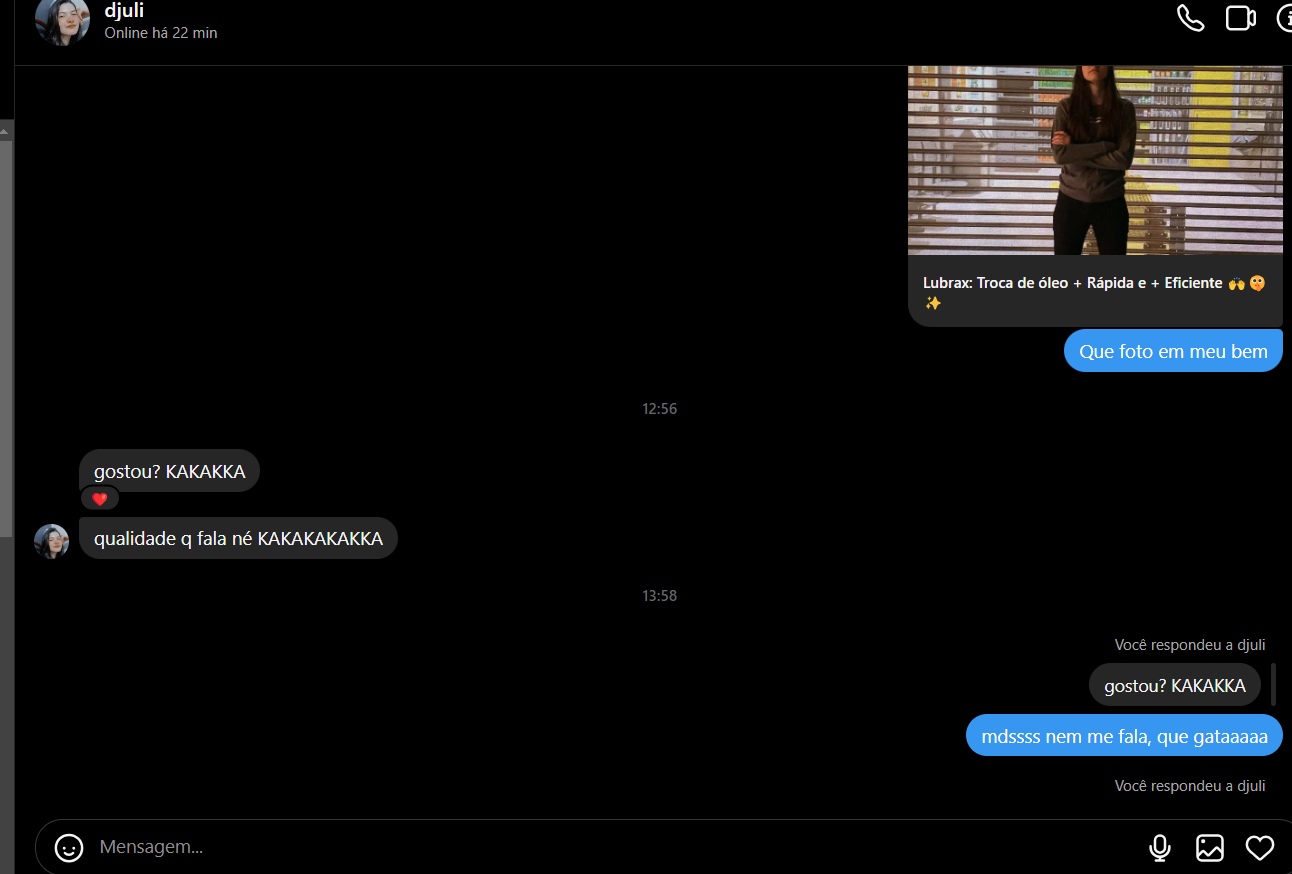 djuli
Online há 22 min
Lubrax: Troca de óleo + Rápida e + Eficiente 🙌 🫣
✨
Que foto em meu bem
12:56
gostou? KAKAKKA
❤️
qualidade q fala né KAKAKAKAKKA
13:58
Você respondeu a djuli
gostou? KAKAKKA
mdssss nem me fala, que gataaaaa
Você respondeu a djuli
Mensagem...